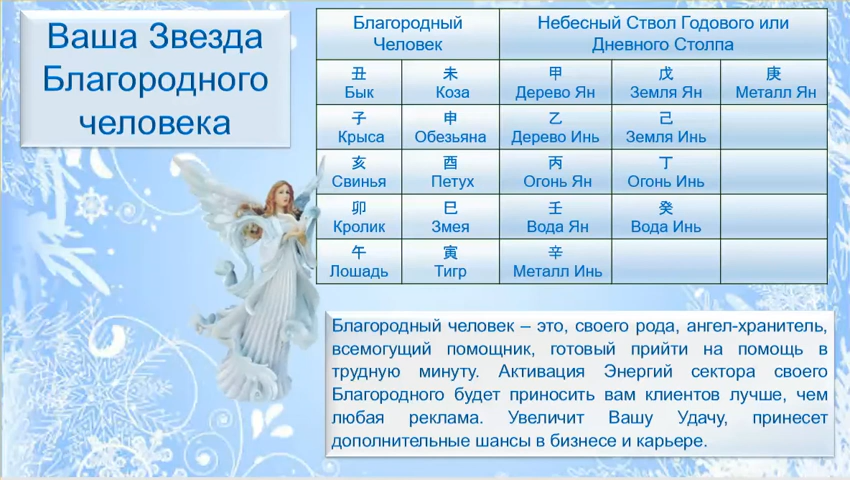 Ваша Звезда
Благородного
человека
Благородный Человек	Небесный Ствол Годового или Дневного Столпа
丑 Бык	未 Коза	甲 Дерево Ян	戊 Земля Ян	庚 Металл Ян
子 Крыса	申 Обезьяна	乙 Дерево Инь	己 Земля Инь
亥 Свинья	酉 Петух	丙 Огонь Ян	丁 Огонь Инь
卯 Кролик	巳 Змея	壬 Вода Ян	癸 Вода Инь
午 Лошадь	寅 Тигр	辛 Металл Инь
Благородный человек – это, своего рода, ангел-хранитель,
всемогущий помощник, готовый прийти на помощь в
трудную минуту. Активация Энергий сектора своего
Благородного будет приносить вам клиентов лучше, чем
любая реклама. Увеличит Вашу Удачу, принесет
дополнительные шансы в бизнесе и карьере.